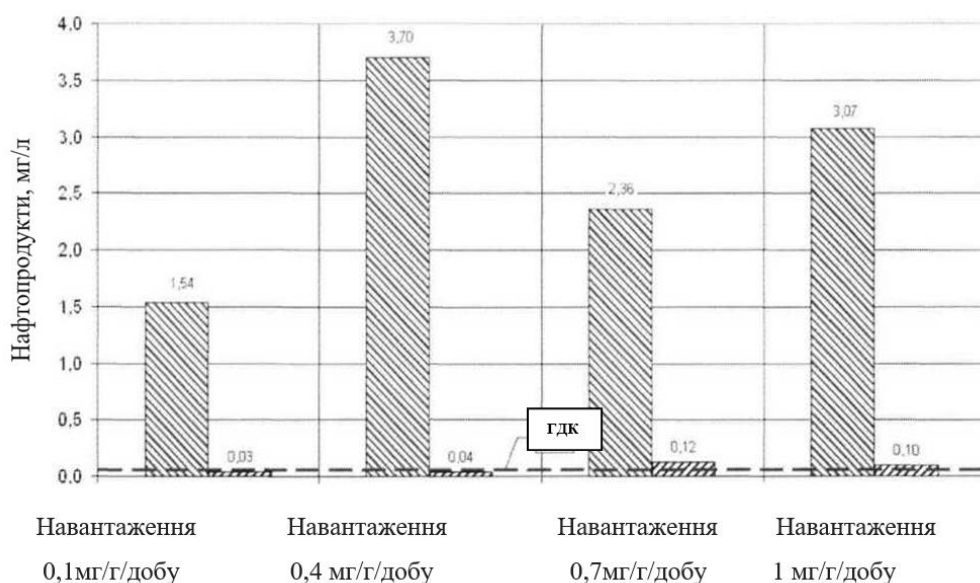 Нафтопродукти, мг/л
4,0
3,5
3,0
2,5
2,0
1,5
1,0
0,5
0,0
1,54
0,03
3,70
0,04
ГДК
2,36
0,12
3,07
0,10
Навантаження
0,1мг/г/добу
Навантаження
0,4 мг/г/добу
Навантаження
0,7мг/г/добу
Навантаження
1 мг/г/добу